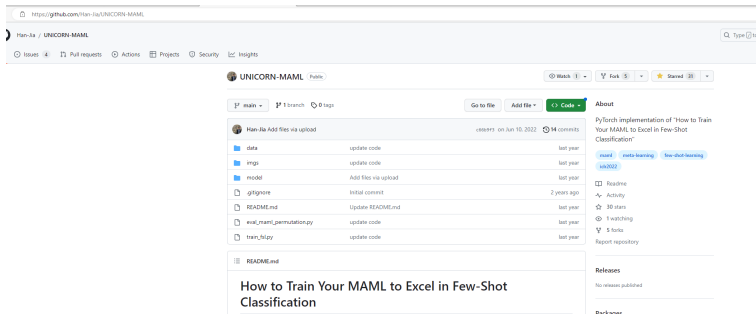 https://github.com/Han-Jia/UNICORN-MAML
Han-Jia / UNICORN-MAML
Type / to
Issues 4 Pull requests Actions Projects Security Insights
UNICORN-MAML Public
Watch 1 Fork 5 Starred 30
main 1 branch 0 tags
Go to file Add file Code
About
PyTorch implementation of "How to Train
Your MAML to Excel in Few-Shot
Classification"
maml meta-learning few-shot-learning
iclr2022
Readme
Activity
30 stars
1 watching
5 forks
Report repository
Releases
No releases published
Packages
Han-Jia Add files via upload
on Jun 10, 2022 14 commits
data update code last year
imgs update code last year
model Add files via upload last year
.gitignore Initial commit 2 years ago
README.md Update README.md last year
eval_maml_permutation.py update code last year
train_fsl.py update code last year
README.md
How to Train Your MAML to Excel in Few-Shot
Classification